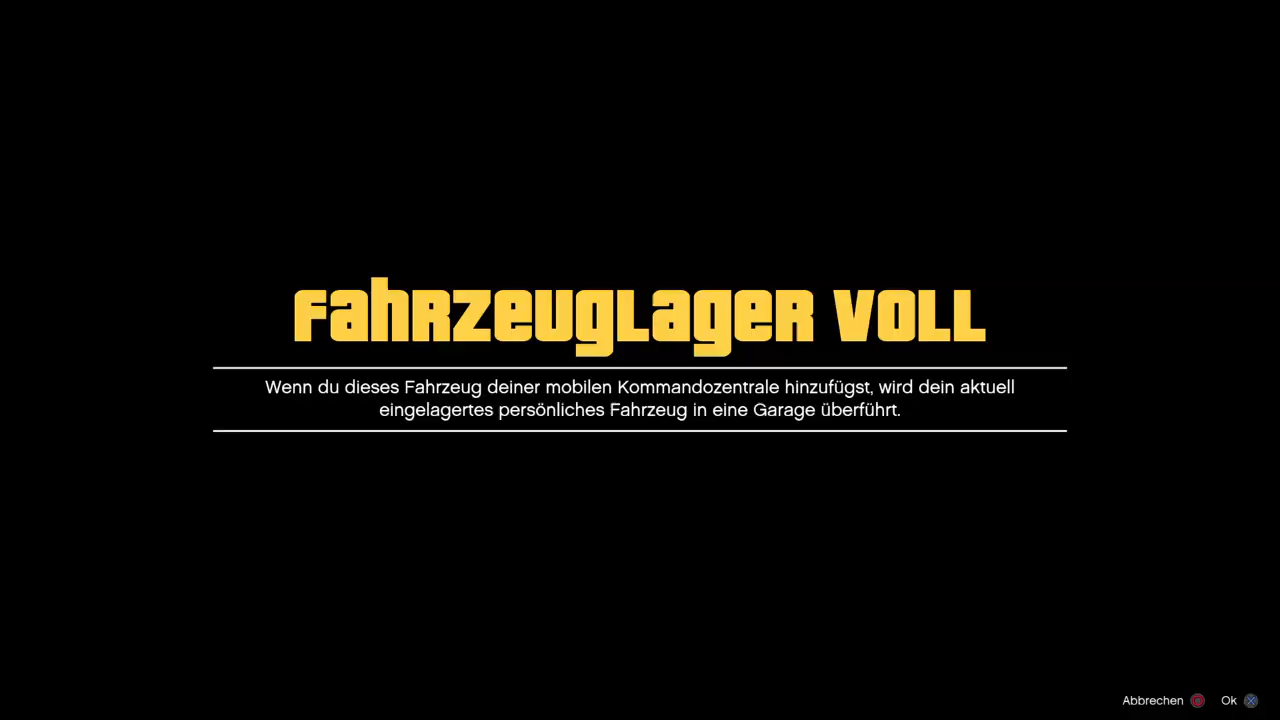 Fahrzeuglager voll
Wenn du dieses Fahrzeug deiner mobilen Kommandozentrale hinzufügst, wird dein aktuell
eingelagertes persönliches Fahrzeug in eine Garage überführt.
Abbrechen Ok